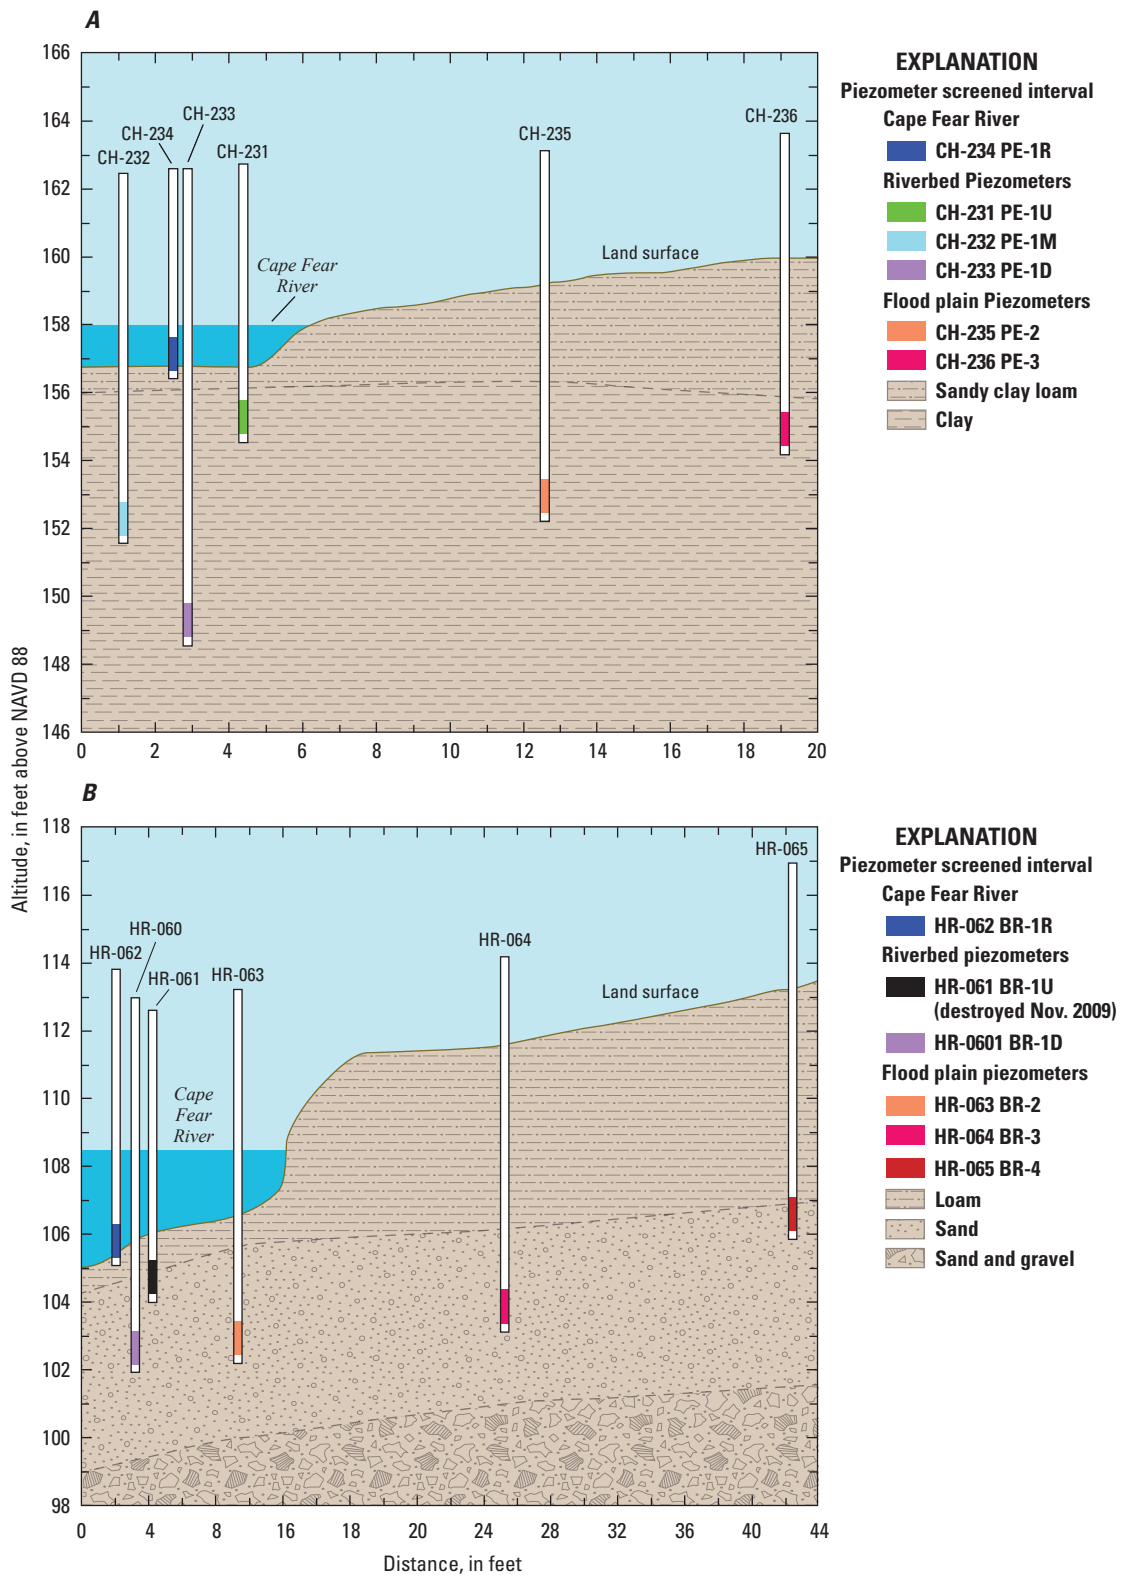 A
Altitude, in feet above NAVD 88
166
164
162
160
158
156
154
152
150
148
146
0
2
4
6
8
10
12
14
16
18
20
CH-232
CH-234
CH-233
CH-231
CH-235
CH-236
Cape Fear
River
Land surface
EXPLANATION
Piezometer screened interval
Cape Fear River
CH-234 PE-1R
Riverbed Piezometers
CH-231 PE-1U
CH-232 PE-1M
CH-233 PE-1D
Flood plain Piezometers
CH-235 PE-2
CH-236 PE-3
Sandy clay loam
Clay
B
118
116
114
112
110
108
106
104
102
100
98
0
4
8
16
20
24
28
32
36
40
44
Distance, in feet
HR-062
HR-060
HR-061
HR-063
HR-064
HR-065
Cape
Fear
River
Land surface
EXPLANATION
Piezometer screened interval
Cape Fear River
HR-062 BR-1R
Riverbed piezometers
HR-061 BR-1U
(destroyed Nov. 2009)
HR-0601 BR-1D
Flood plain piezometers
HR-063 BR-2
HR-064 BR-3
HR-065 BR-4
Loam
Sand
Sand and gravel